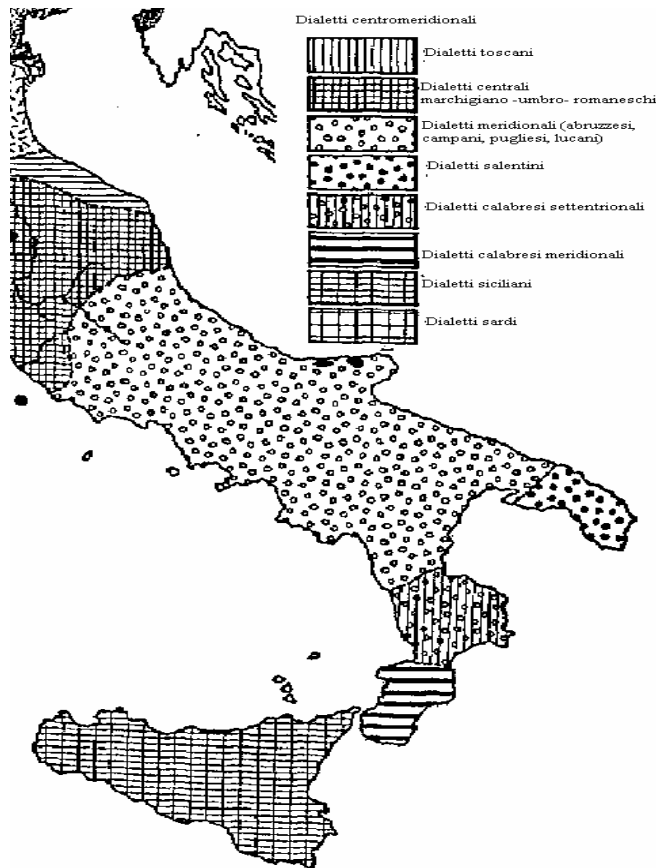 Dialetti centromeridionali
Dialetti toscani
Dialetti centrali
marchigiano -umbro- romaneschi
Dialetti meridionali (abruzzesi,
campani, pugliesi, lucani)
Dialetti salentini
Dialetti calabresi settentrionali
Dialetti calabresi meridionali
Dialetti siciliani
Dialetti sardi